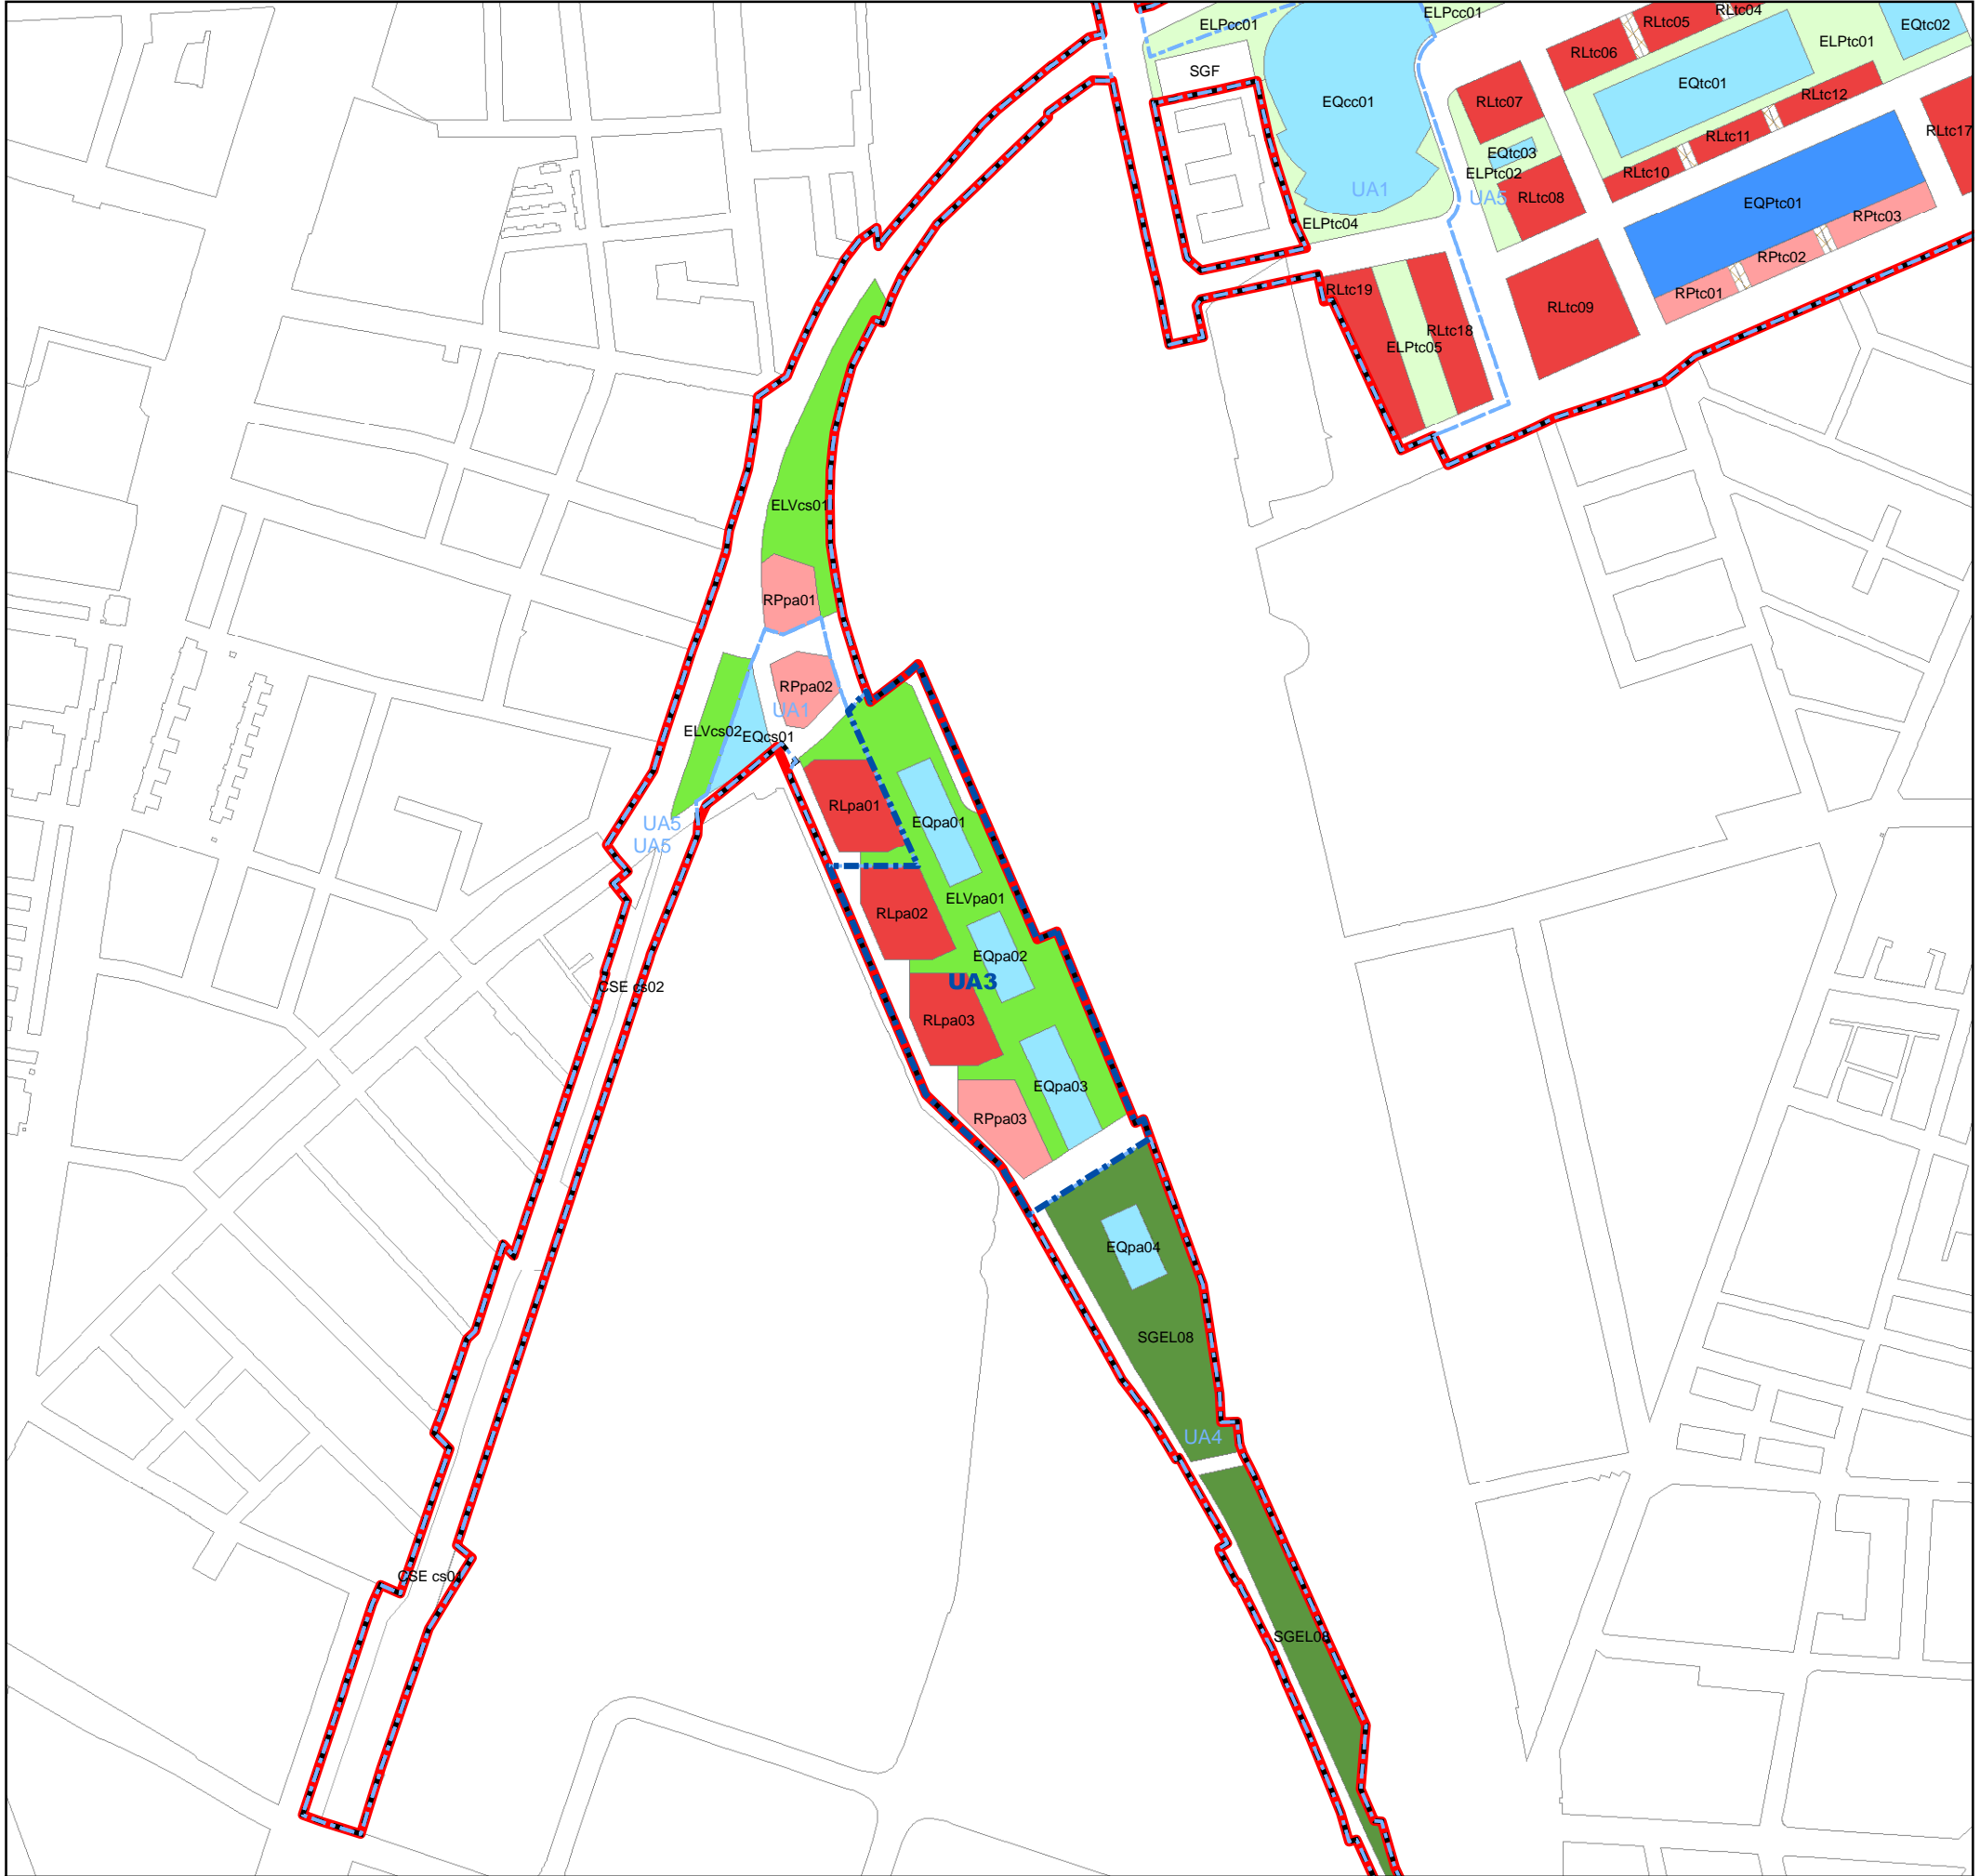 RLtc04
ELPcc01
RLtc05
ELPcc01
EQtc02
ELPtc01
RLtc06
SGF
EQtc01
RLtc12
EQcc01
RLtc07
RLtc17
RLtc11
EQtc03
RLtc10
ELPtc02
UA1
UA5
RLtc08
EQPtc01
RPtc03
ELPtc04
RPtc02
RLtc19
RPtc01
RLtc09
RLtc18
ELPtc05
ELVcs01
RPpa01
RPpa02
UA1
ELVcs02
EQcs01
RLpa01
UA5
EQpa01
UA5
ELVpa01
RLpa02
EQpa02
UA3
CSE cs02
RLpa03
EQpa03
RPpa03
EQpa04
SGEL08
UA4
CSE cs01
SGEL08